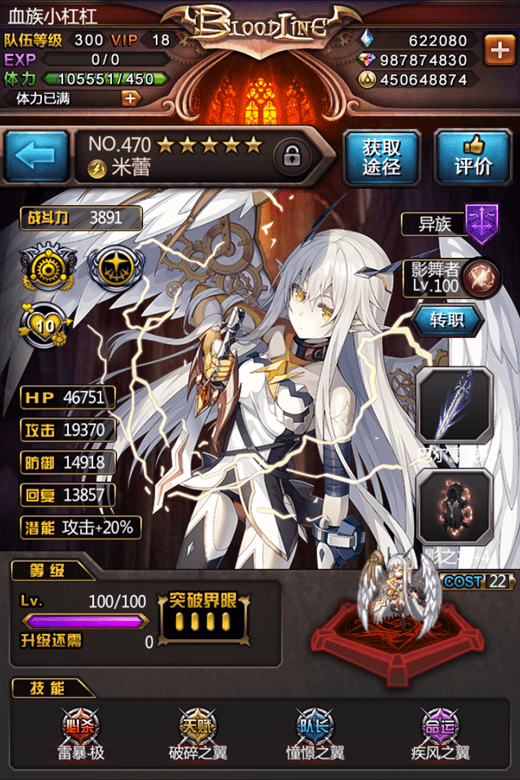 血族小杠杠
BLOODLINE
队伍等级 300 VIP 18
622080
EXP 0/0
987874830
体力 1055517/450
450648874
体力已满
NO.470
米蕾
获取途径
评价
战斗力 3891
异族
影舞者
Lv.100
转职
10
HP 46751
攻击 19370
防御 14918
回复 13857
潜能 攻击+20%
COST 22
等级
Lv. 100/100
突破界限
升级还需 0
技能
必杀
天赋
队长
命运
雷暴·极
破碎之翼
憧憬之翼
疾风之翼